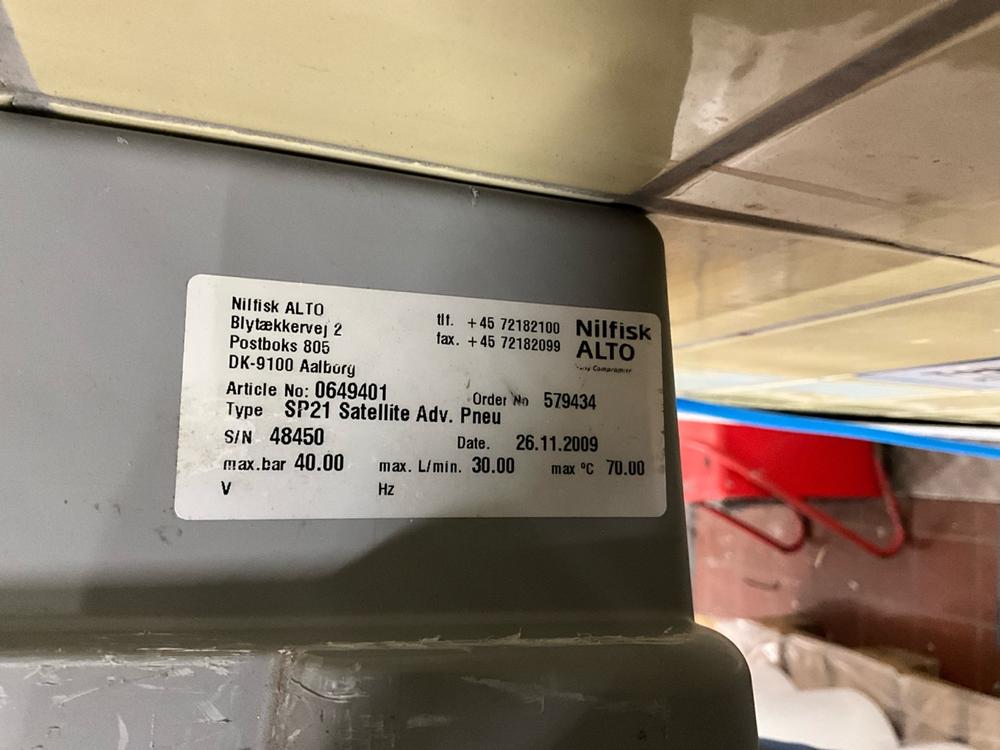 Nilfisk ALTO
Blytækkervej 2
Postboks 805
DK-9100 Aalborg
tlf. +45 72182100
fax. +45 72182099
Nilfisk
ALTO
Article No: 0649401 Order No 579434
Type SP21 Satellite Adv. Pneu
S/N 48450 Date. 26.11.2009
max.bar 40.00 max. L/min. 30.00 max ºC 70.00
V Hz